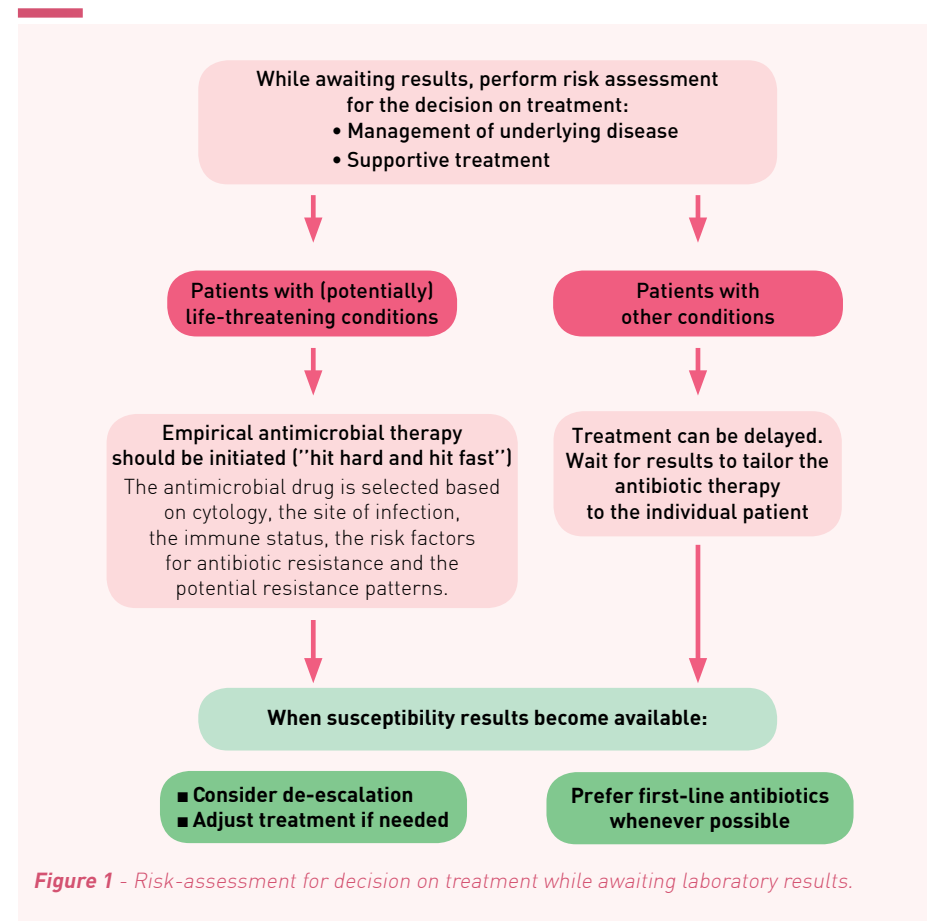 While awaiting results, perform risk assessment
for the decision on treatment:
• Management of underlying disease
• Supportive treatment
Patients with (potentially)
life-threatening conditions
Patients with
other conditions
Empirical antimicrobial therapy
should be initiated (''hit hard and hit fast'')
The antimicrobial drug is selected based
on cytology, the site of infection,
the immune status, the risk factors
for antibiotic resistance and the
potential resistance patterns.
Treatment can be delayed.
Wait for results to tailor the
antibiotic therapy
to the individual patient
When susceptibility results become available:
■ Consider de-escalation
■ Adjust treatment if needed
Prefer first-line antibiotics
whenever possible
Figure 1 - Risk-assessment for decision on treatment while awaiting laboratory results.